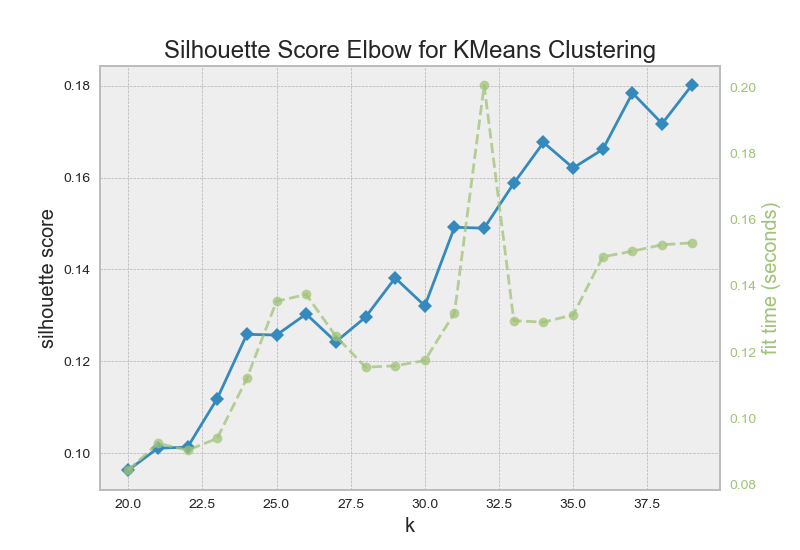 Silhouette Score Elbow for KMeans Clustering
0.18
0.16
0.14
0.12
0.10
silhouette score
0.20
0.18
0.16
0.14
0.12
0.10
0.08
fit time (seconds)
20.0 22.5 25.0 27.5 30.0 32.5 35.0 37.5
k